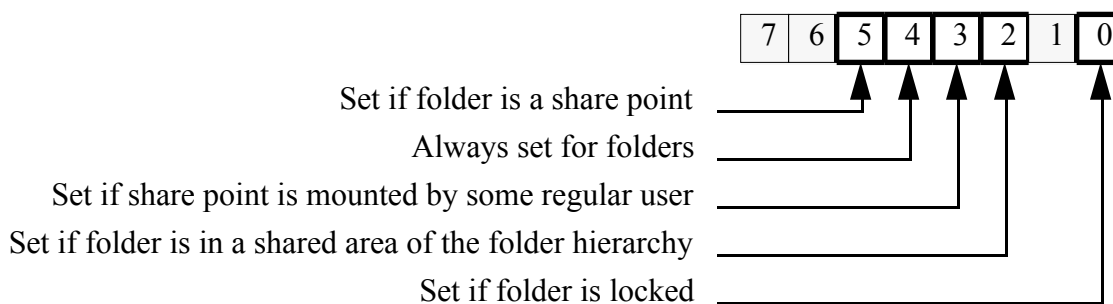 7 6 5 4 3 2 1 0
Set if folder is a share point
Always set for folders
Set if share point is mounted by some regular user
Set if folder is in a shared area of the folder hierarchy
Set if folder is locked